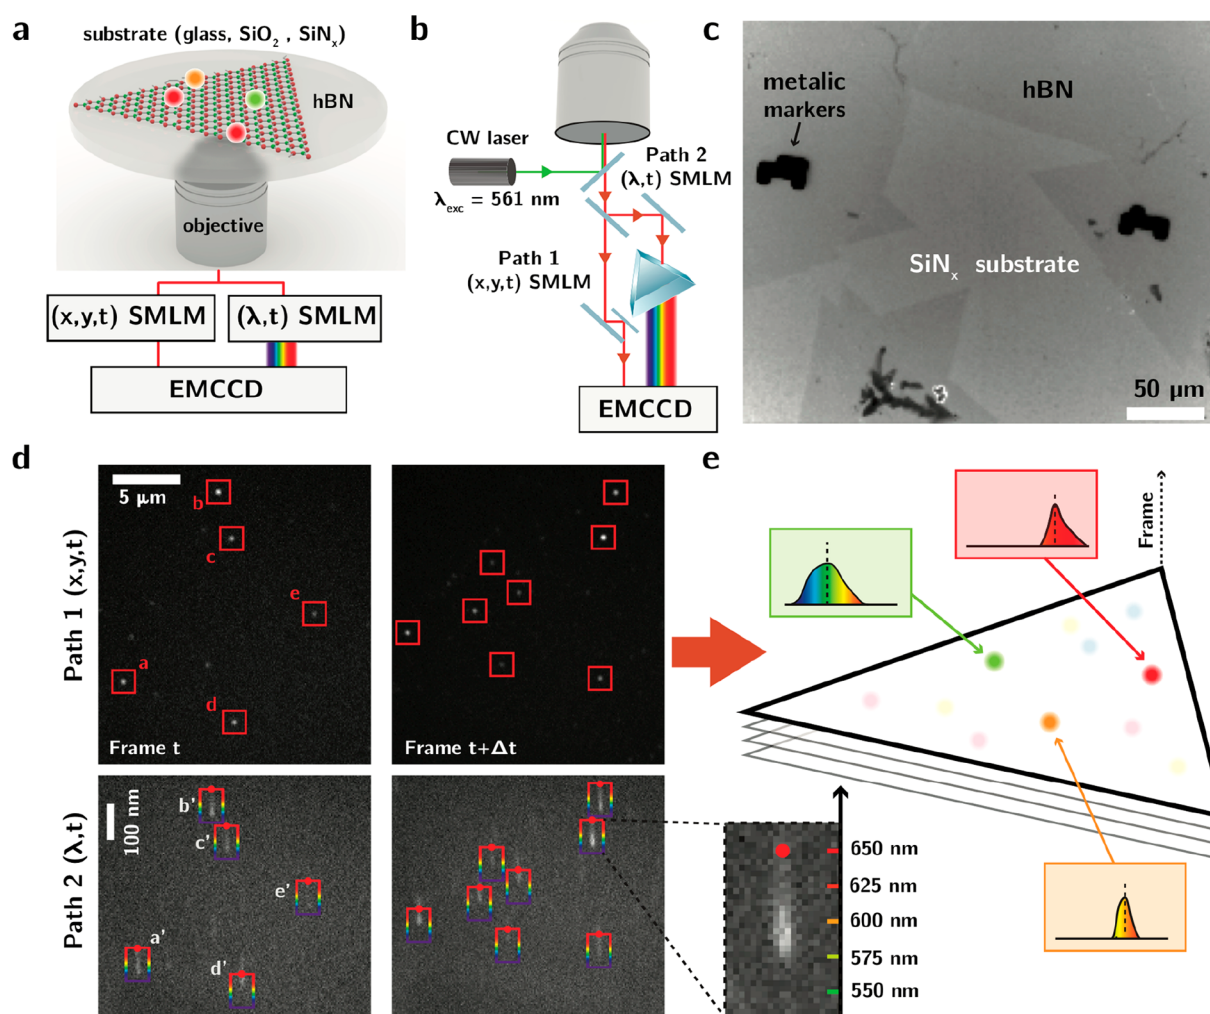 a
substrate (glass, SiO2 , SiNx)
hBN
objective
(x,y,t) SMLM
(λ,t) SMLM
EMCCD
b
CW laser
λexc = 561 nm
Path 2
(λ,t) SMLM
Path 1
(x,y,t) SMLM
EMCCD
c
metalic
markers
hBN
SiNx substrate
50 μm
d
Path 1 (x,y,t)
5 μm
b
c
e
a
d
Frame t
Frame t+Δt
Path 2 (λ,t)
100 nm
b'
c'
e'
a'
d'
650 nm
625 nm
600 nm
575 nm
550 nm
e
Frame